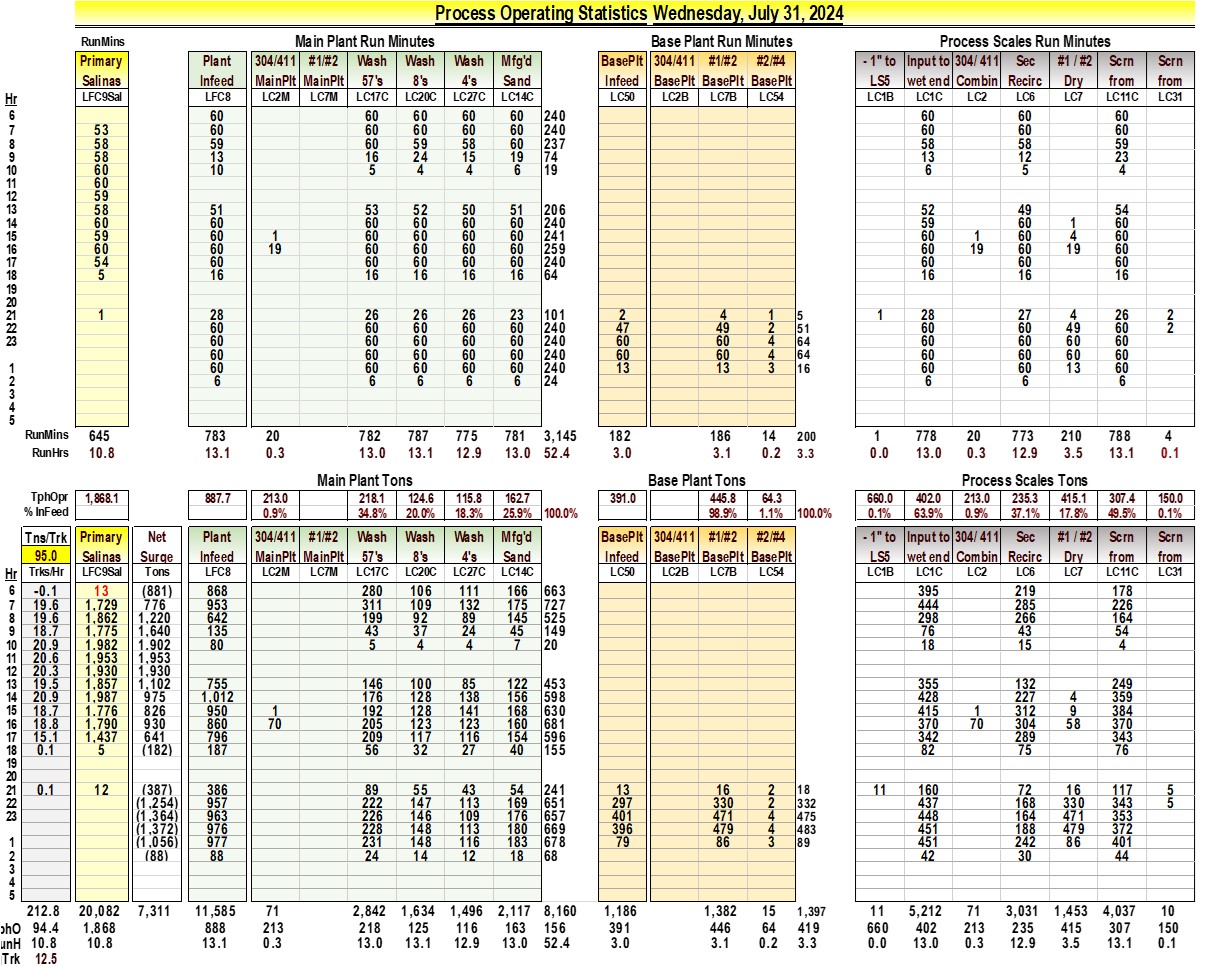 Process Operating Statistics Wednesday, July 31, 2024
RunMins Main Plant Run Minutes Base Plant Run Minutes Process Scales Run Minutes
Primary Plant 304/411 #1/#2 Wash Wash Wash Mfg'd BasePlt 304/411 #1/#2 #2/#4 - 1" to Input to 304/ 411 Sec #1 / #2 Scrn Scrn
Salinas Infeed MainPlt MainPlt 57's 8's 4's Sand Infeed BasePlt BasePlt BasePlt LS5 wet end Combin Recirc Dry from from
Hr LFC9Sal LFC8 LC2M LC7M LC17C LC20C LC27C LC14C LC50 LC2B LC7B LC54 LC1B LC1C LC2 LC6 LC7 LC11C LC31
6 60 60 60 60 60 240 60 60 60
7 53 60 60 60 60 60 240 60 60 60
8 58 59 60 59 58 60 237 58 58 59
9 58 13 16 24 15 19 74 13 12 23
10 60 10 5 4 4 6 19 6 5 4
11 60
12 59
13 58 51 53 52 50 51 206 52 49 54
14 60 60 60 60 60 60 240 59 60 1 60
15 59 60 1 60 60 60 60 241 60 1 60 4 60
16 60 60 19 60 60 60 60 259 60 19 60 19 60
17 54 60 60 60 60 60 240 60 60 60
18 5 16 16 16 16 16 64 16 16 16
19
20
21 1 28 26 26 26 23 101 2 4 1 5 1 28 27 4 26 2
22 60 60 60 60 60 240 47 49 2 51 60 60 49 60 2
23 60 60 60 60 60 240 60 60 4 64 60 60 60 60
60 60 60 60 60 240 60 60 4 64 60 60 60 60
1 60 60 60 60 60 240 13 13 3 16 60 60 13 60
2 6 6 6 6 6 24 6 6 6
3
4
5
RunMins 645 783 20 782 787 775 781 3,145 182 186 14 200 1 778 20 773 210 788 4
RunHrs 10.8 13.1 0.3 13.0 13.1 12.9 13.0 52.4 3.0 3.1 0.2 3.3 0.0 13.0 0.3 12.9 3.5 13.1 0.1
Main Plant Tons Base Plant Tons Process Scales Tons
TphOpr 1,868.1 887.7 213.0 218.1 124.6 115.8 162.7 391.0 445.8 64.3 660.0 402.0 213.0 235.3 415.1 307.4 150.0
% InFeed 0.9% 34.8% 20.0% 18.3% 25.9% 100.0% 98.9% 1.1% 100.0% 0.1% 63.9% 0.9% 37.1% 17.8% 49.5% 0.1%
Tns/Trk Primary Net Plant 304/411 #1/#2 Wash Wash Wash Mfg'd BasePlt 304/411 #1/#2 #2/#4 - 1" to Input to 304/ 411 Sec #1 / #2 Scrn Scrn
95.0 Salinas Surge Infeed MainPlt MainPlt 57's 8's 4's Sand Infeed BasePlt BasePlt BasePlt LS5 wet end Combin Recirc Dry from from
Hr Trks/Hr LFC9Sal Tons LFC8 LC2M LC7M LC17C LC20C LC27C LC14C LC50 LC2B LC7B LC54 LC1B LC1C LC2 LC6 LC7 LC11C LC31
6 -0.1 13 (881) 868 280 106 111 166 663 395 219 178
7 19.6 1,729 776 953 311 109 132 175 727 444 285 226
8 19.6 1,862 1,220 642 199 92 89 145 525 298 266 164
9 18.7 1,775 1,640 135 43 37 24 45 149 76 43 54
10 20.9 1,982 1,902 80 5 4 4 7 20 18 15 4
11 20.6 1,953 1,953
12 20.3 1,930 1,930
13 19.5 1,857 1,102 755 146 100 85 122 453 355 132 249
14 20.9 1,987 975 1,012 176 128 138 156 598 428 227 4 359
15 18.7 1,776 826 950 1 192 128 141 168 630 415 1 312 9 384
16 18.8 1,790 930 860 70 205 123 123 160 681 370 70 304 58 370
17 15.1 1,437 641 796 209 117 116 154 596 342 289 343
18 0.1 5 (182) 187 56 32 27 40 155 82 75 76
19
20
21 0.1 12 (387) 386 89 55 43 54 241 13 16 2 18 11 160 72 16 117 5
22 (1,254) 957 222 147 113 169 651 297 330 2 332 437 168 330 343 5
23 (1,364) 963 226 146 109 176 657 401 471 4 475 448 164 471 353
(1,372) 976 228 148 113 180 669 396 479 4 483 451 188 479 372
1 (1,056) 977 231 148 116 183 678 79 86 3 89 451 242 86 401
2 (88) 88 24 14 12 18 68 42 30 44
3
4
5
212.8 20,082 7,311 11,585 71 2,842 1,634 1,496 2,117 8,160 1,186 1,382 15 1,397 11 5,212 71 3,031 1,453 4,037 10
phO 94.4 1,868 888 213 218 125 116 163 156 391 446 64 419 660 402 213 235 415 307 150
unH 10.8 10.8 13.1 0.3 13.0 13.1 12.9 13.0 52.4 3.0 3.1 0.2 3.3 0.0 13.0 0.3 12.9 3.5 13.1 0.1
Trk 12.5